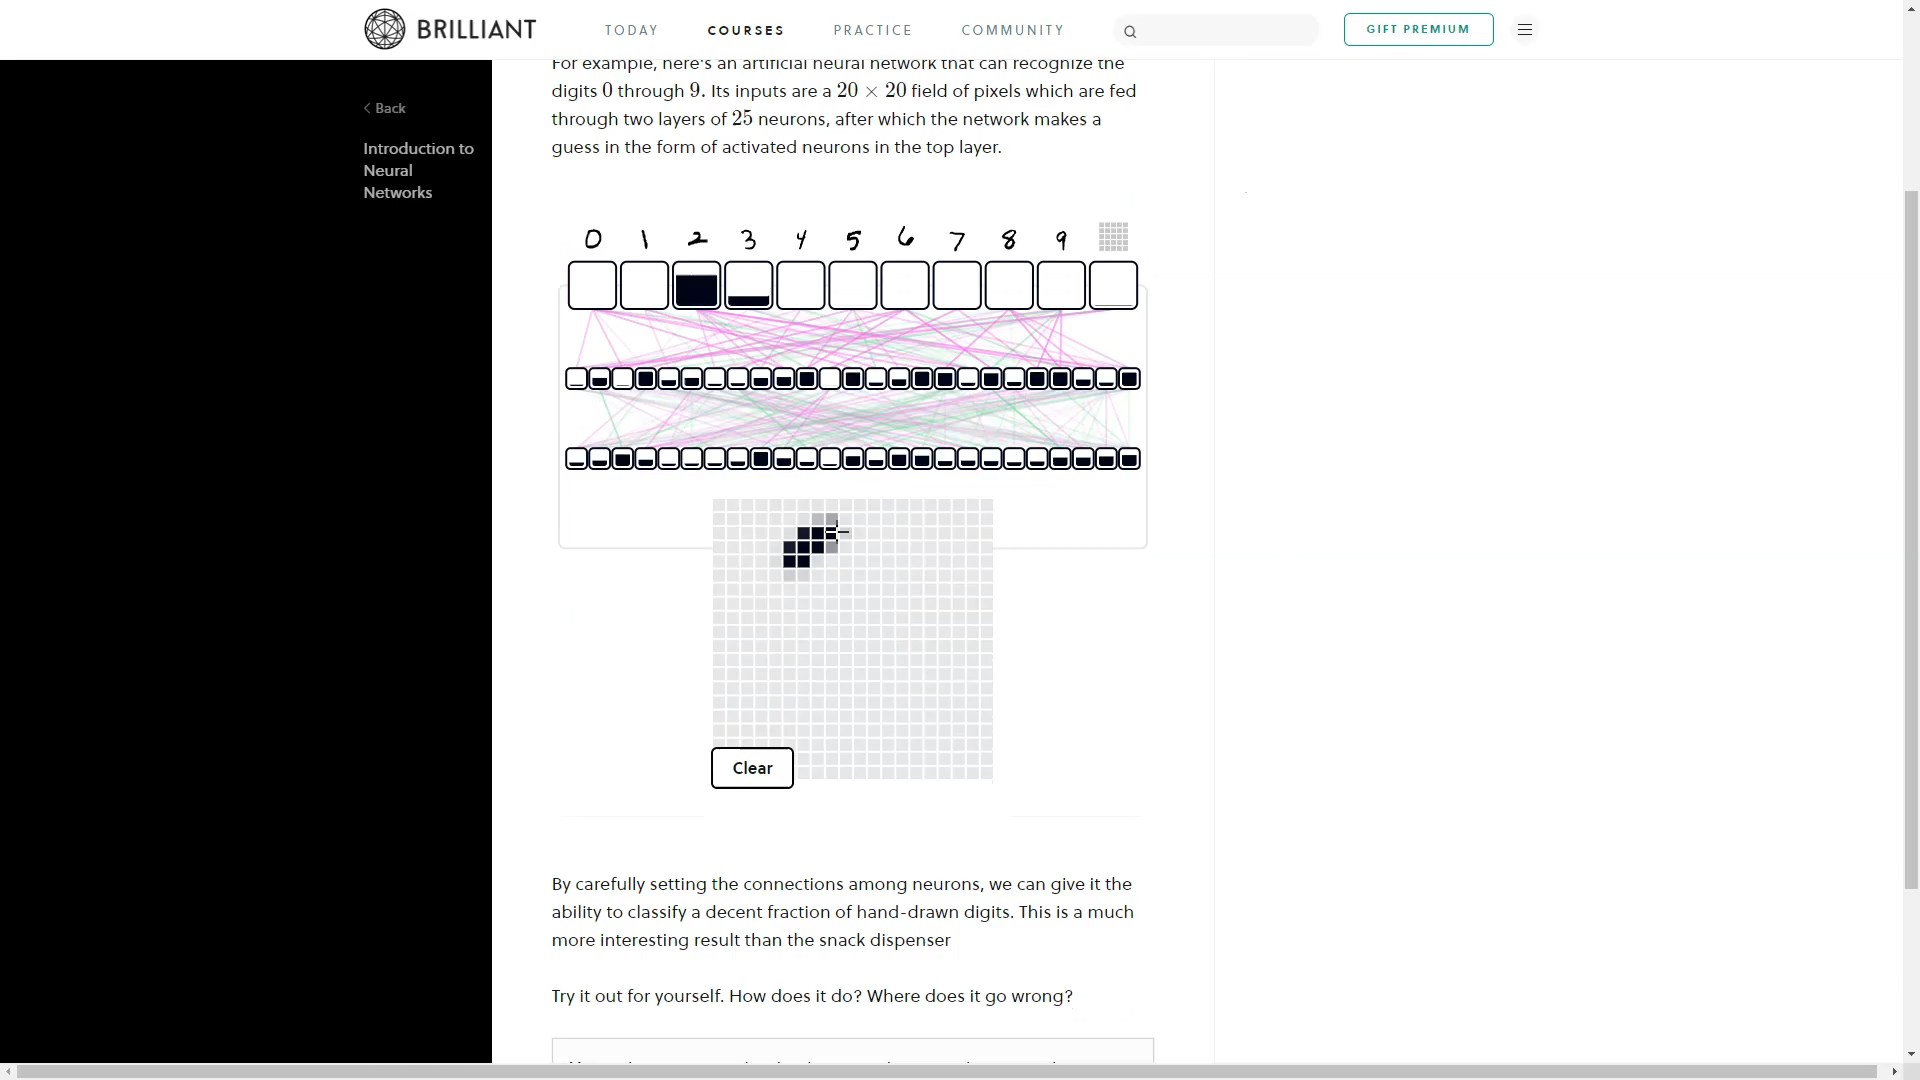 BRILLIANT
TODAY
COURSES
PRACTICE
COMMUNITY
GIFT PREMIUM
< Back
Introduction to
Neural
Networks
For example, here's an artificial neural network that can recognize the
digits 0 through 9. Its inputs are a 20 × 20 field of pixels which are fed
through two layers of 25 neurons, after which the network makes a
guess in the form of activated neurons in the top layer.
0 1 2 3 4 5 6 7 8 9
Clear
By carefully setting the connections among neurons, we can give it the
ability to classify a decent fraction of hand-drawn digits. This is a much
more interesting result than the snack dispenser
Try it out for yourself. How does it do? Where does it go wrong?